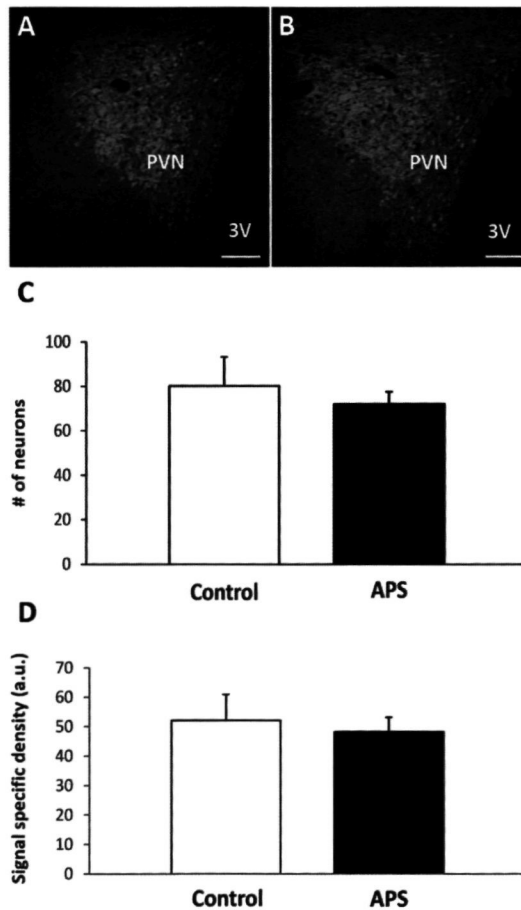 A
B
PVN
PVN
3V
3V
C
# of neurons
100
80
60
40
20
0
Control
APS
D
Signal specific density (a.u.)
70
60
50
40
30
20
10
0
Control
APS